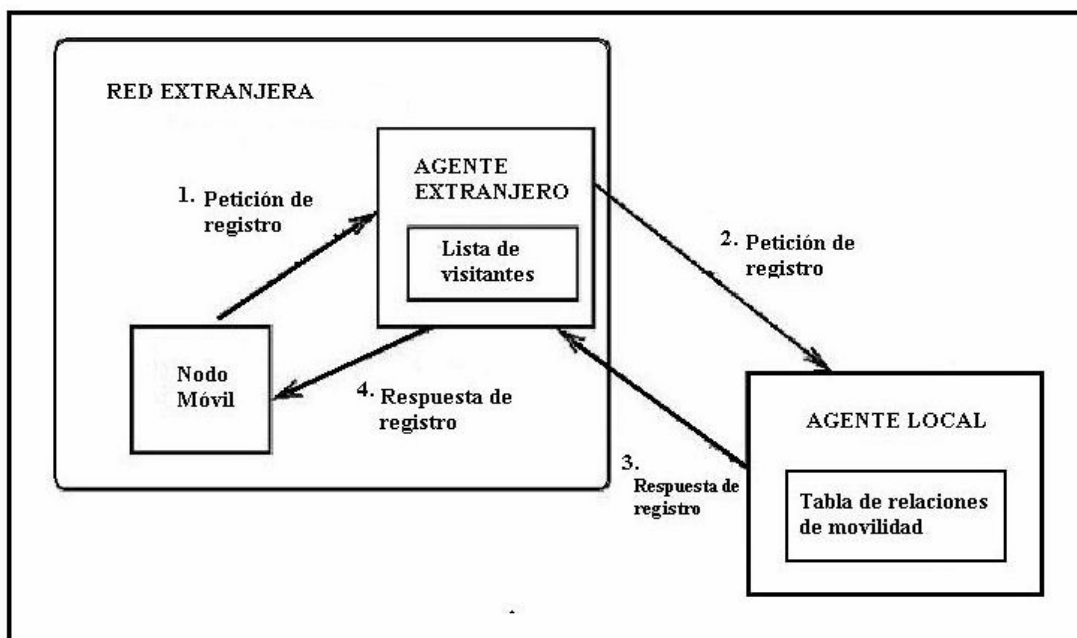 RED EXTRANJERA
AGENTE
EXTRANJERO
Lista de
visitantes
1. Petición de
registro
2. Petición de
registro
Nodo
Móvil
4. Respuesta de
registro
3.
Respuesta de
registro
AGENTE LOCAL
Tabla de relaciones
de movilidad